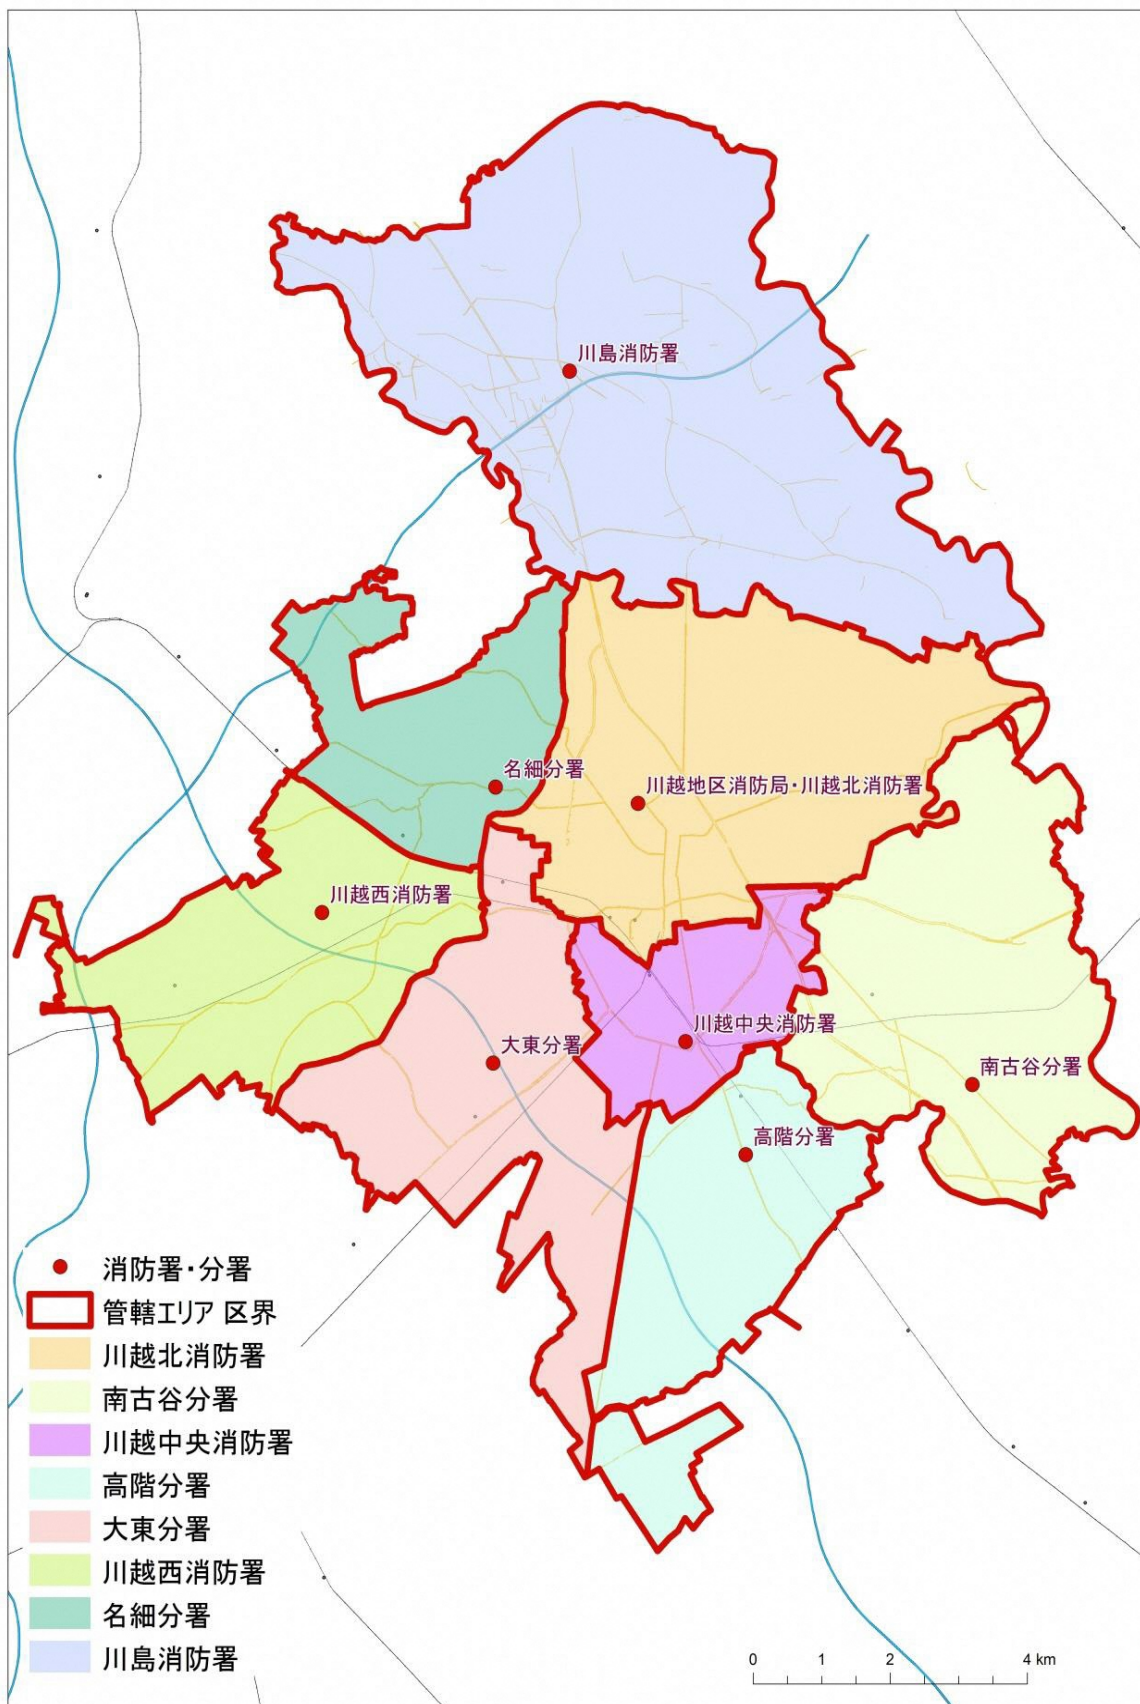 川島消防署
名細分署
川越地区消防局・川越北消防署
川越西消防署
川越中央消防署
大東分署
南古谷分署
高階分署
消防署・分署
管轄エリア 区界
川越北消防署
南古谷分署
川越中央消防署
高階分署
大東分署
川越西消防署
名細分署
川島消防署
0 1 2 4 km